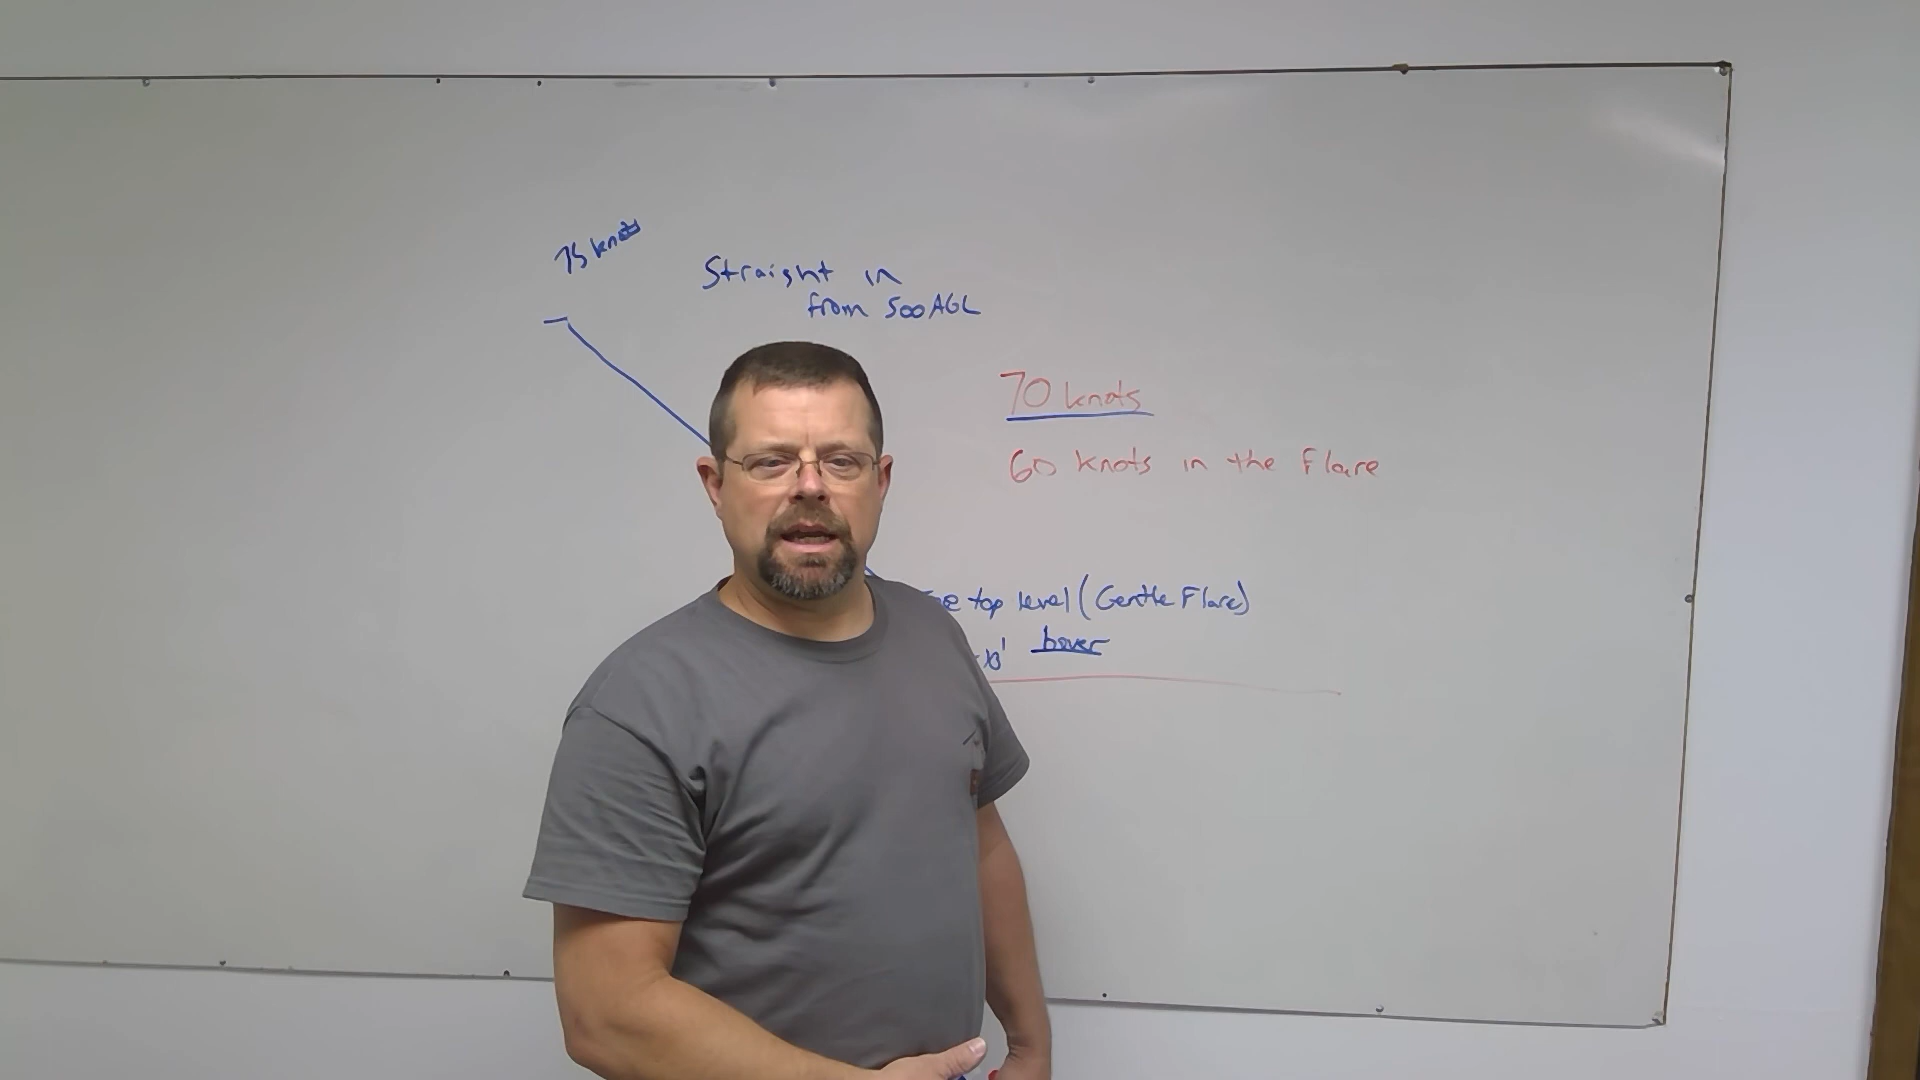 75 knots
Straight in
from 500 AGL
70 knots
60 knots in the flare
top level (Gentle Flare)
hover